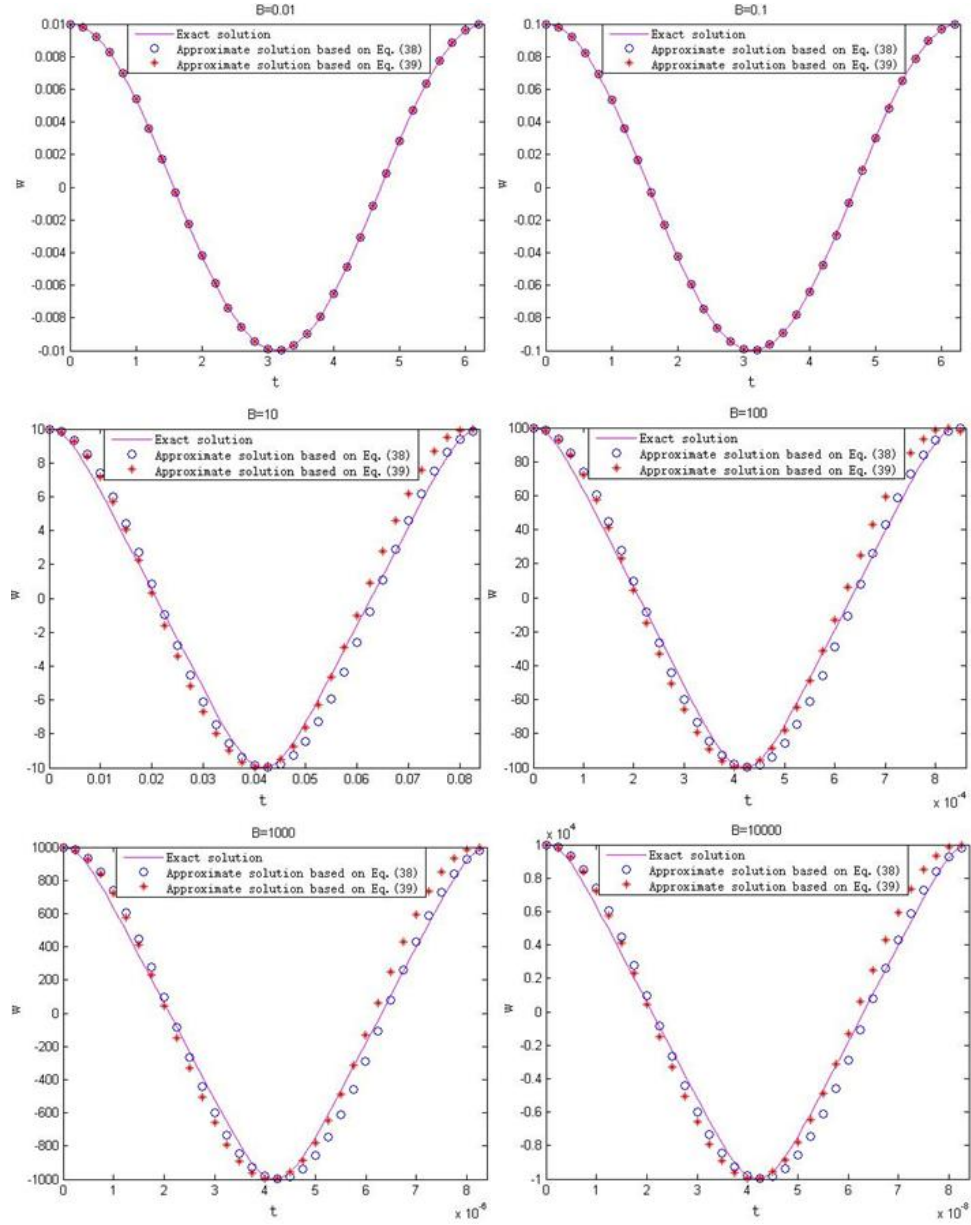 B=0.01
0.01
0.008
0.006
0.004
0.002
0
-0.002
-0.004
-0.006
-0.008
-0.01
w
Exact solution
Approximate solution based on Eq.(38)
Approximate solution based on Eq.(39)
0 1 2 3 4 5 6
t
B=0.1
0.1
0.08
0.06
0.04
0.02
0
-0.02
-0.04
-0.06
-0.08
-0.1
w
Exact solution
Approximate solution based on Eq.(38)
Approximate solution based on Eq.(39)
0 1 2 3 4 5 6
t
B=10
10
8
6
4
2
0
-2
-4
-6
-8
-10
w
Exact solution
Approximate solution based on Eq.(38)
Approximate solution based on Eq.(39)
0 0.01 0.02 0.03 0.04 0.05 0.06 0.07 0.08
t
B=100
100
80
60
40
20
0
-20
-40
-60
-80
-100
w
Exact solution
Approximate solution based on Eq.(38)
Approximate solution based on Eq.(39)
0 1 2 3 4 5 6 7 8
t
x 10-4
B=1000
1000
800
600
400
200
0
-200
-400
-600
-800
-1000
w
Exact solution
Approximate solution based on Eq.(38)
Approximate solution based on Eq.(39)
0 1 2 3 4 5 6 7 8
t
x 10-6
B=10000
x 104
1
0.8
0.6
0.4
0.2
0
-0.2
-0.4
-0.6
-0.8
-1
w
Exact solution
Approximate solution based on Eq.(38)
Approximate solution based on Eq.(39)
0 1 2 3 4 5 6 7 8
t
x 10-8